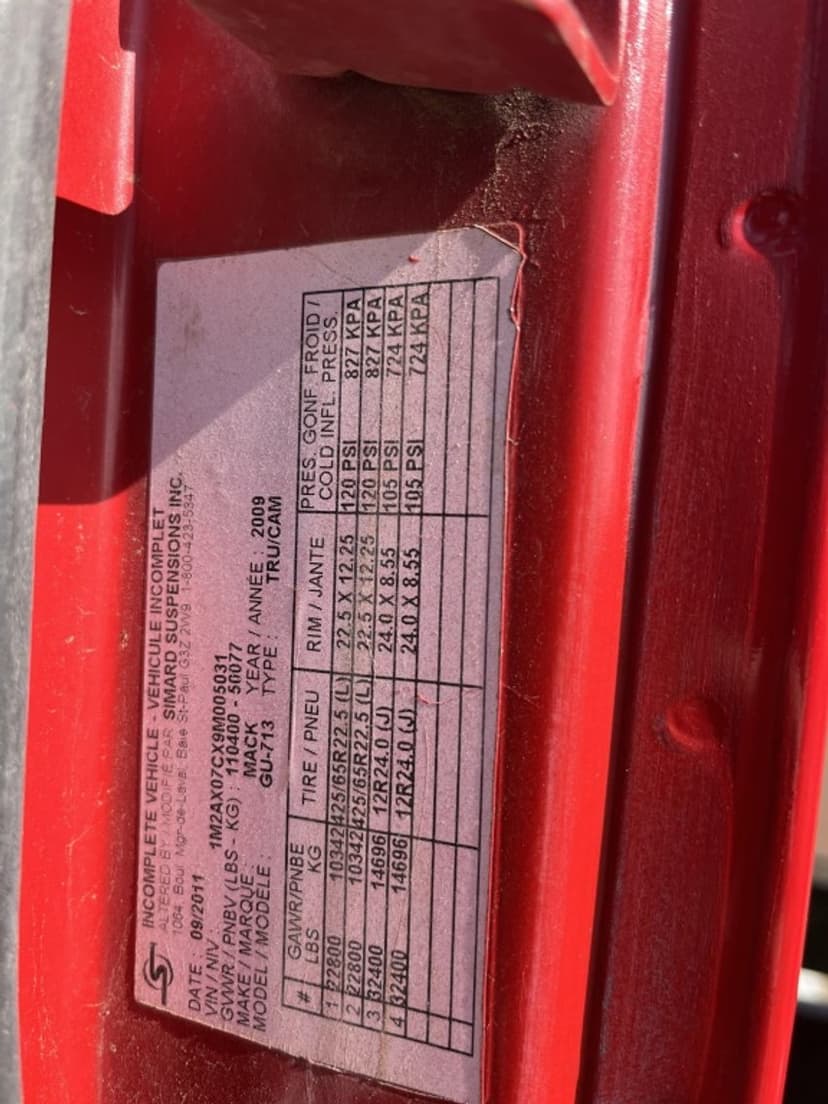 INCOMPLETE VEHICLE - VEHICULE INCOMPLET
ALTERED BY / MODIFIÉ PAR SIMARD SUSPENSIONS INC.
1064, Boul. Mgr-de-Laval, Baie St-Paul G3Z 2W9 1-800-423-5347
DATE : 09/2011
VIN / NIV : 1M2AX07CX9M005031
GVWR / PNBV (LBS - KG) : 110400 - 50077
MAKE / MARQUE : MACK YEAR / ANNÉE : 2009
MODEL / MODÈLE : GU-713 TYPE : TRU/CAM
# GAWR/PNBE TIRE / PNEU RIM / JANTE PRES. GONF. FROID /
LBS KG COLD INFL. PRESS.
1 22800 10342 425/65R22.5 (L) 22.5 X 12.25 120 PSI 827 KPA
2 22800 10342 425/65R22.5 (L) 22.5 X 12.25 120 PSI 827 KPA
3 32400 14696 12R24.0 (J) 24.0 X 8.55 105 PSI 724 KPA
4 32400 14696 12R24.0 (J) 24.0 X 8.55 105 PSI 724 KPA